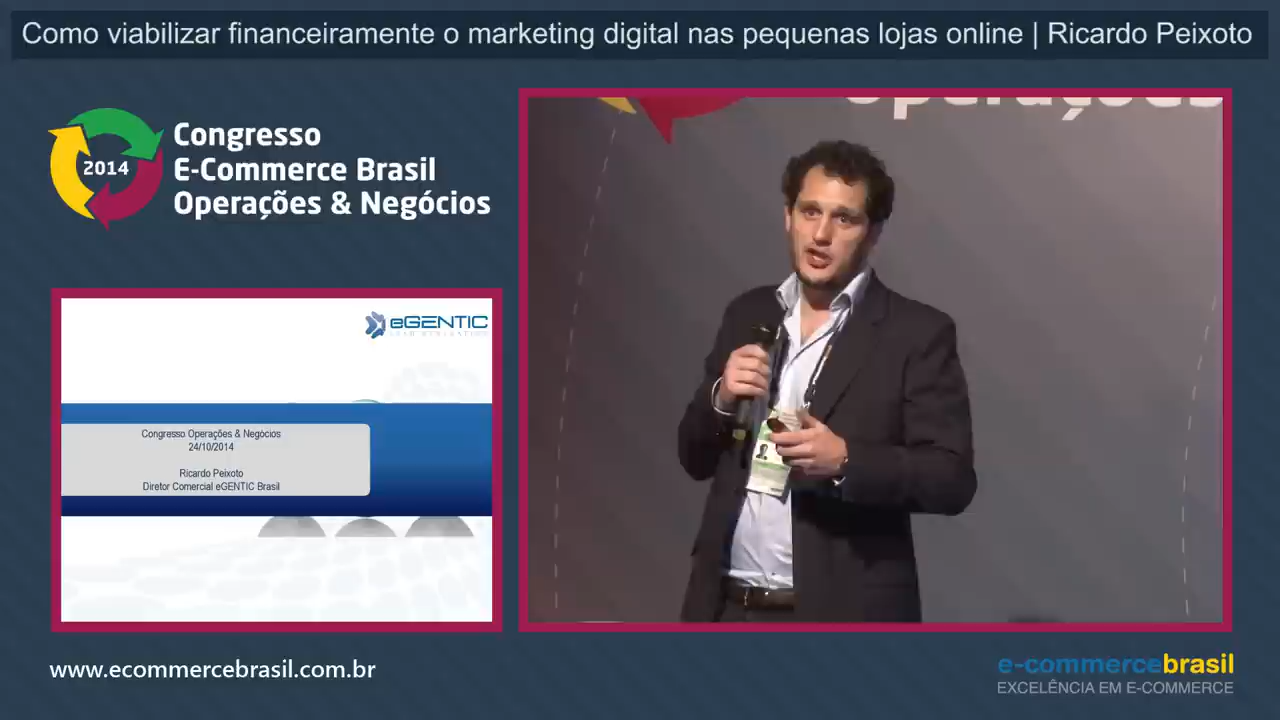 Como viabilizar financeiramente o marketing digital nas pequenas lojas online | Ricardo Peixoto
2014
Congresso
E-Commerce Brasil
Operações & Negócios
operações
eGENTIC
Congresso Operações & Negócios
24/10/2014
Ricardo Peixoto
Diretor Comercial eGENTIC Brasil
www.ecommercebrasil.com.br
e-commercebrasil
EXCELÊNCIA EM E-COMMERCE